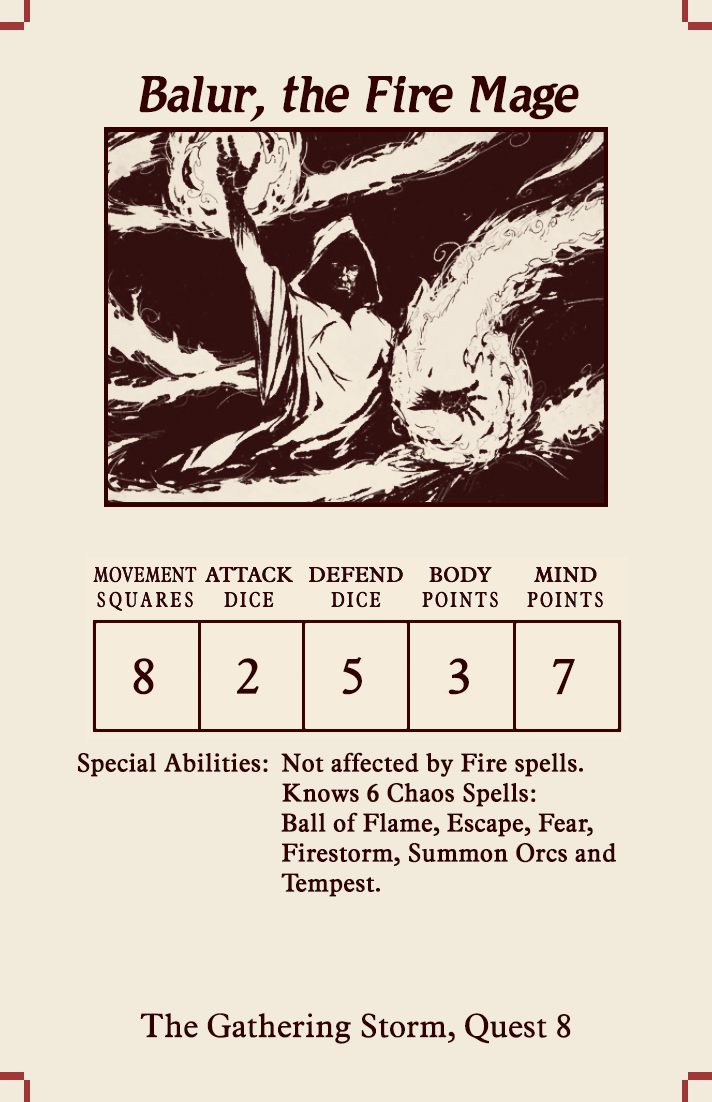 Balur, the Fire Mage
MOVEMENT ATTACK DEFEND BODY MIND
SQUARES DICE DICE POINTS POINTS
8 2 5 3 7
Special Abilities: Not affected by Fire spells.
Knows 6 Chaos Spells:
Ball of Flame, Escape, Fear,
Firestorm, Summon Orcs and
Tempest.
The Gathering Storm, Quest 8